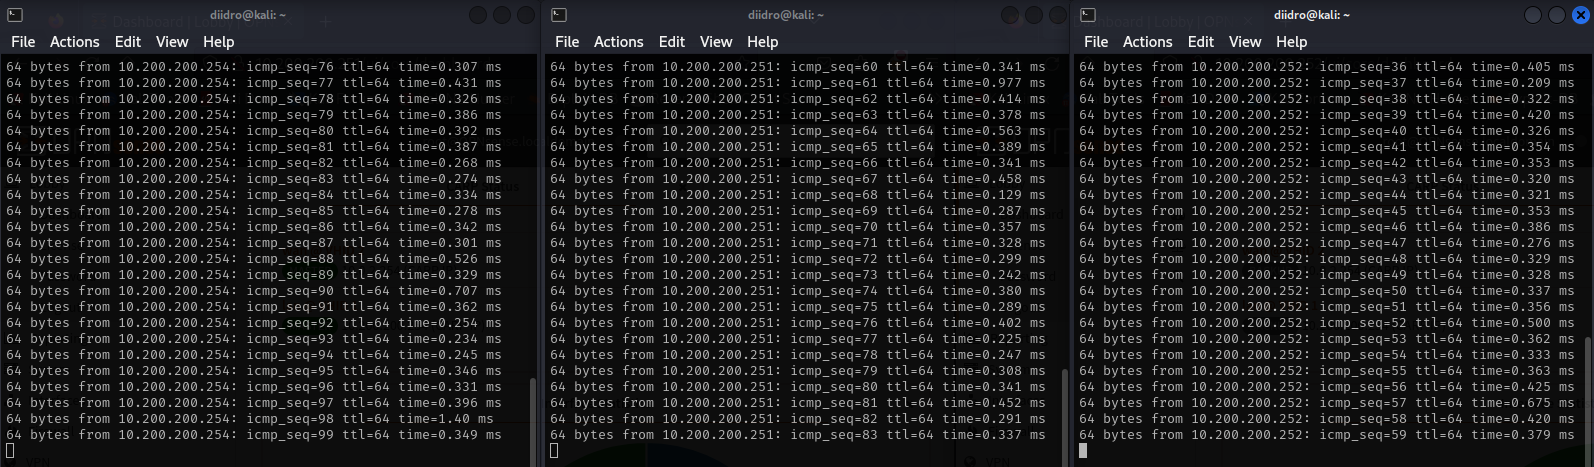 diidro@kali: ~
File Actions Edit View Help
64 bytes from 10.200.200.254: icmp_seq=76 ttl=64 time=0.307 ms
64 bytes from 10.200.200.254: icmp_seq=77 ttl=64 time=0.431 ms
64 bytes from 10.200.200.254: icmp_seq=78 ttl=64 time=0.326 ms
64 bytes from 10.200.200.254: icmp_seq=79 ttl=64 time=0.386 ms
64 bytes from 10.200.200.254: icmp_seq=80 ttl=64 time=0.392 ms
64 bytes from 10.200.200.254: icmp_seq=81 ttl=64 time=0.387 ms
64 bytes from 10.200.200.254: icmp_seq=82 ttl=64 time=0.268 ms
64 bytes from 10.200.200.254: icmp_seq=83 ttl=64 time=0.274 ms
64 bytes from 10.200.200.254: icmp_seq=84 ttl=64 time=0.334 ms
64 bytes from 10.200.200.254: icmp_seq=85 ttl=64 time=0.278 ms
64 bytes from 10.200.200.254: icmp_seq=86 ttl=64 time=0.342 ms
64 bytes from 10.200.200.254: icmp_seq=87 ttl=64 time=0.301 ms
64 bytes from 10.200.200.254: icmp_seq=88 ttl=64 time=0.526 ms
64 bytes from 10.200.200.254: icmp_seq=89 ttl=64 time=0.329 ms
64 bytes from 10.200.200.254: icmp_seq=90 ttl=64 time=0.707 ms
64 bytes from 10.200.200.254: icmp_seq=91 ttl=64 time=0.362 ms
64 bytes from 10.200.200.254: icmp_seq=92 ttl=64 time=0.254 ms
64 bytes from 10.200.200.254: icmp_seq=93 ttl=64 time=0.234 ms
64 bytes from 10.200.200.254: icmp_seq=94 ttl=64 time=0.245 ms
64 bytes from 10.200.200.254: icmp_seq=95 ttl=64 time=0.346 ms
64 bytes from 10.200.200.254: icmp_seq=96 ttl=64 time=0.331 ms
64 bytes from 10.200.200.254: icmp_seq=97 ttl=64 time=0.396 ms
64 bytes from 10.200.200.254: icmp_seq=98 ttl=64 time=1.40 ms
64 bytes from 10.200.200.254: icmp_seq=99 ttl=64 time=0.349 ms
diidro@kali: ~
File Actions Edit View Help
64 bytes from 10.200.200.251: icmp_seq=60 ttl=64 time=0.341 ms
64 bytes from 10.200.200.251: icmp_seq=61 ttl=64 time=0.977 ms
64 bytes from 10.200.200.251: icmp_seq=62 ttl=64 time=0.414 ms
64 bytes from 10.200.200.251: icmp_seq=63 ttl=64 time=0.378 ms
64 bytes from 10.200.200.251: icmp_seq=64 ttl=64 time=0.563 ms
64 bytes from 10.200.200.251: icmp_seq=65 ttl=64 time=0.389 ms
64 bytes from 10.200.200.251: icmp_seq=66 ttl=64 time=0.341 ms
64 bytes from 10.200.200.251: icmp_seq=67 ttl=64 time=0.458 ms
64 bytes from 10.200.200.251: icmp_seq=68 ttl=64 time=0.129 ms
64 bytes from 10.200.200.251: icmp_seq=69 ttl=64 time=0.287 ms
64 bytes from 10.200.200.251: icmp_seq=70 ttl=64 time=0.357 ms
64 bytes from 10.200.200.251: icmp_seq=71 ttl=64 time=0.328 ms
64 bytes from 10.200.200.251: icmp_seq=72 ttl=64 time=0.299 ms
64 bytes from 10.200.200.251: icmp_seq=73 ttl=64 time=0.242 ms
64 bytes from 10.200.200.251: icmp_seq=74 ttl=64 time=0.380 ms
64 bytes from 10.200.200.251: icmp_seq=75 ttl=64 time=0.289 ms
64 bytes from 10.200.200.251: icmp_seq=76 ttl=64 time=0.402 ms
64 bytes from 10.200.200.251: icmp_seq=77 ttl=64 time=0.225 ms
64 bytes from 10.200.200.251: icmp_seq=78 ttl=64 time=0.247 ms
64 bytes from 10.200.200.251: icmp_seq=79 ttl=64 time=0.308 ms
64 bytes from 10.200.200.251: icmp_seq=80 ttl=64 time=0.341 ms
64 bytes from 10.200.200.251: icmp_seq=81 ttl=64 time=0.452 ms
64 bytes from 10.200.200.251: icmp_seq=82 ttl=64 time=0.291 ms
64 bytes from 10.200.200.251: icmp_seq=83 ttl=64 time=0.337 ms
diidro@kali: ~
File Actions Edit View Help
64 bytes from 10.200.200.252: icmp_seq=36 ttl=64 time=0.405 ms
64 bytes from 10.200.200.252: icmp_seq=37 ttl=64 time=0.209 ms
64 bytes from 10.200.200.252: icmp_seq=38 ttl=64 time=0.322 ms
64 bytes from 10.200.200.252: icmp_seq=39 ttl=64 time=0.420 ms
64 bytes from 10.200.200.252: icmp_seq=40 ttl=64 time=0.326 ms
64 bytes from 10.200.200.252: icmp_seq=41 ttl=64 time=0.354 ms
64 bytes from 10.200.200.252: icmp_seq=42 ttl=64 time=0.353 ms
64 bytes from 10.200.200.252: icmp_seq=43 ttl=64 time=0.320 ms
64 bytes from 10.200.200.252: icmp_seq=44 ttl=64 time=0.321 ms
64 bytes from 10.200.200.252: icmp_seq=45 ttl=64 time=0.353 ms
64 bytes from 10.200.200.252: icmp_seq=46 ttl=64 time=0.386 ms
64 bytes from 10.200.200.252: icmp_seq=47 ttl=64 time=0.276 ms
64 bytes from 10.200.200.252: icmp_seq=48 ttl=64 time=0.329 ms
64 bytes from 10.200.200.252: icmp_seq=49 ttl=64 time=0.328 ms
64 bytes from 10.200.200.252: icmp_seq=50 ttl=64 time=0.337 ms
64 bytes from 10.200.200.252: icmp_seq=51 ttl=64 time=0.356 ms
64 bytes from 10.200.200.252: icmp_seq=52 ttl=64 time=0.500 ms
64 bytes from 10.200.200.252: icmp_seq=53 ttl=64 time=0.362 ms
64 bytes from 10.200.200.252: icmp_seq=54 ttl=64 time=0.333 ms
64 bytes from 10.200.200.252: icmp_seq=55 ttl=64 time=0.363 ms
64 bytes from 10.200.200.252: icmp_seq=56 ttl=64 time=0.425 ms
64 bytes from 10.200.200.252: icmp_seq=57 ttl=64 time=0.675 ms
64 bytes from 10.200.200.252: icmp_seq=58 ttl=64 time=0.420 ms
64 bytes from 10.200.200.252: icmp_seq=59 ttl=64 time=0.379 ms